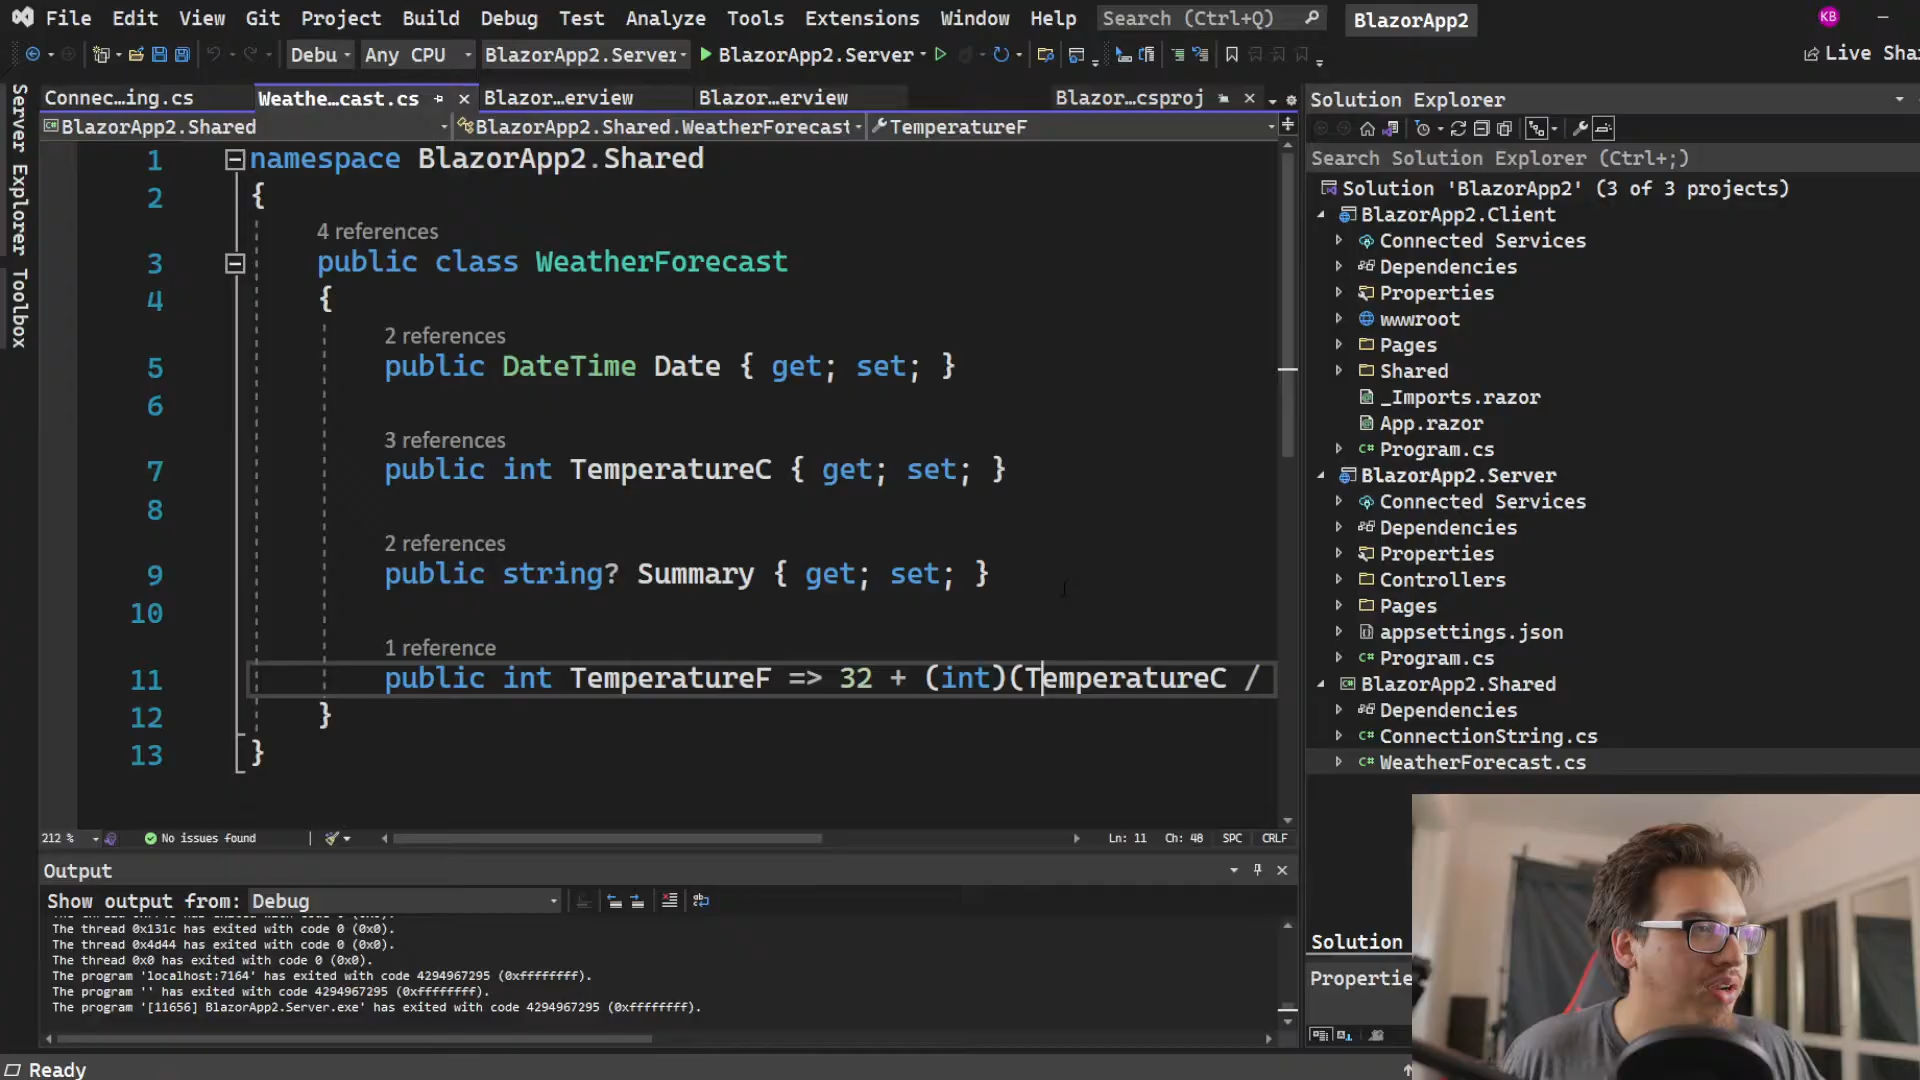 File Edit View Git Project Build Debug Test Analyze Tools Extensions Window Help Search (Ctrl+Q) BlazorApp2 KB
Debu Any CPU BlazorApp2.Server BlazorApp2.Server Live Sha
Server Explorer Toolbox
Connec...ing.cs Weathe...cast.cs Blazor...erview Blazor...erview Blazor...csproj
BlazorApp2.Shared BlazorApp2.Shared.WeatherForecast TemperatureF
1 namespace BlazorApp2.Shared
2 {
4 references
3 public class WeatherForecast
4 {
2 references
5 public DateTime Date { get; set; }
6
3 references
7 public int TemperatureC { get; set; }
8
2 references
9 public string? Summary { get; set; }
10
1 reference
11 public int TemperatureF => 32 + (int)(TemperatureC /
12 }
13 }
212 % No issues found Ln: 11 Ch: 48 SPC CRLF
Output
Show output from: Debug
The thread 0x131c has exited with code 0 (0x0).
The thread 0x4d44 has exited with code 0 (0x0).
The thread 0x0 has exited with code 0 (0x0).
The program 'localhost:7164' has exited with code 4294967295 (0xffffffff).
The program '' has exited with code 4294967295 (0xffffffff).
The program '[11656] BlazorApp2.Server.exe' has exited with code 4294967295 (0xffffffff).
Ready
Solution Explorer
Search Solution Explorer (Ctrl+;)
Solution 'BlazorApp2' (3 of 3 projects)
BlazorApp2.Client
Connected Services
Dependencies
Properties
wwwroot
Pages
Shared
_Imports.razor
App.razor
C# Program.cs
BlazorApp2.Server
Connected Services
Dependencies
Properties
Controllers
Pages
appsettings.json
C# Program.cs
C# BlazorApp2.Shared
Dependencies
C# ConnectionString.cs
C# WeatherForecast.cs
Solution
Propertie